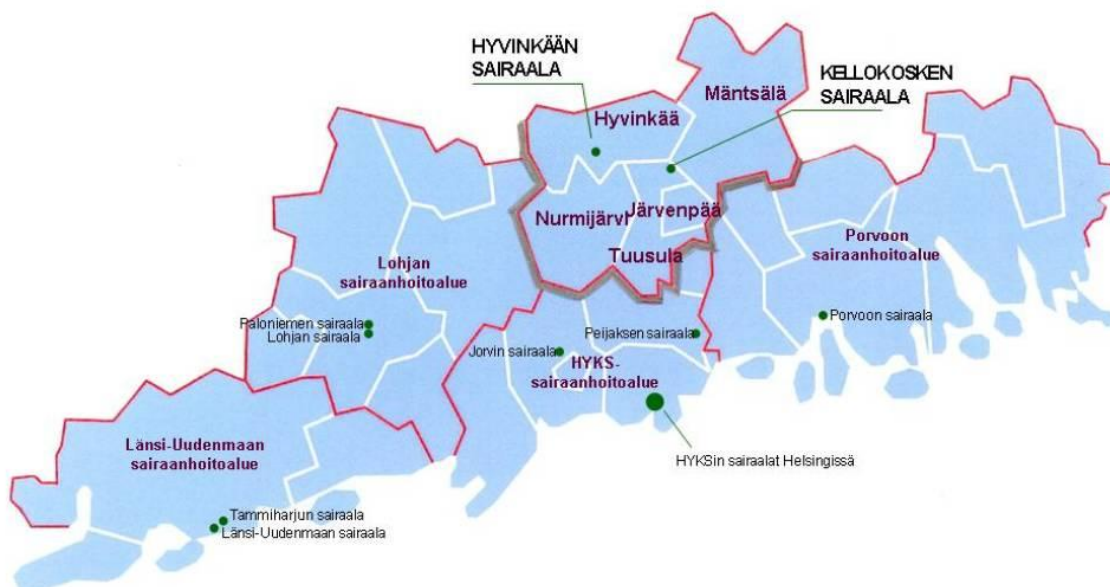 HYVINKÄÄN
SAIRAALA
KELLOKOSKEN
SAIRAALA
Mäntsälä
Hyvinkää
Nurmijärvi
Järvenpää
Tuusula
Porvoon
sairaanhoitoalue
Lohjan
sairaanhoitoalue
Porvoon sairaala
Paloniemen sairaala
Lohjan sairaala
Peijaksen sairaala
Jorvin sairaala
HYKS-
sairaanhoitoalue
Länsi-Uudenmaan
sairaanhoitoalue
HYKSin sairaalat Helsingissä
Tammiharjun sairaala
Länsi-Uudenmaan sairaala